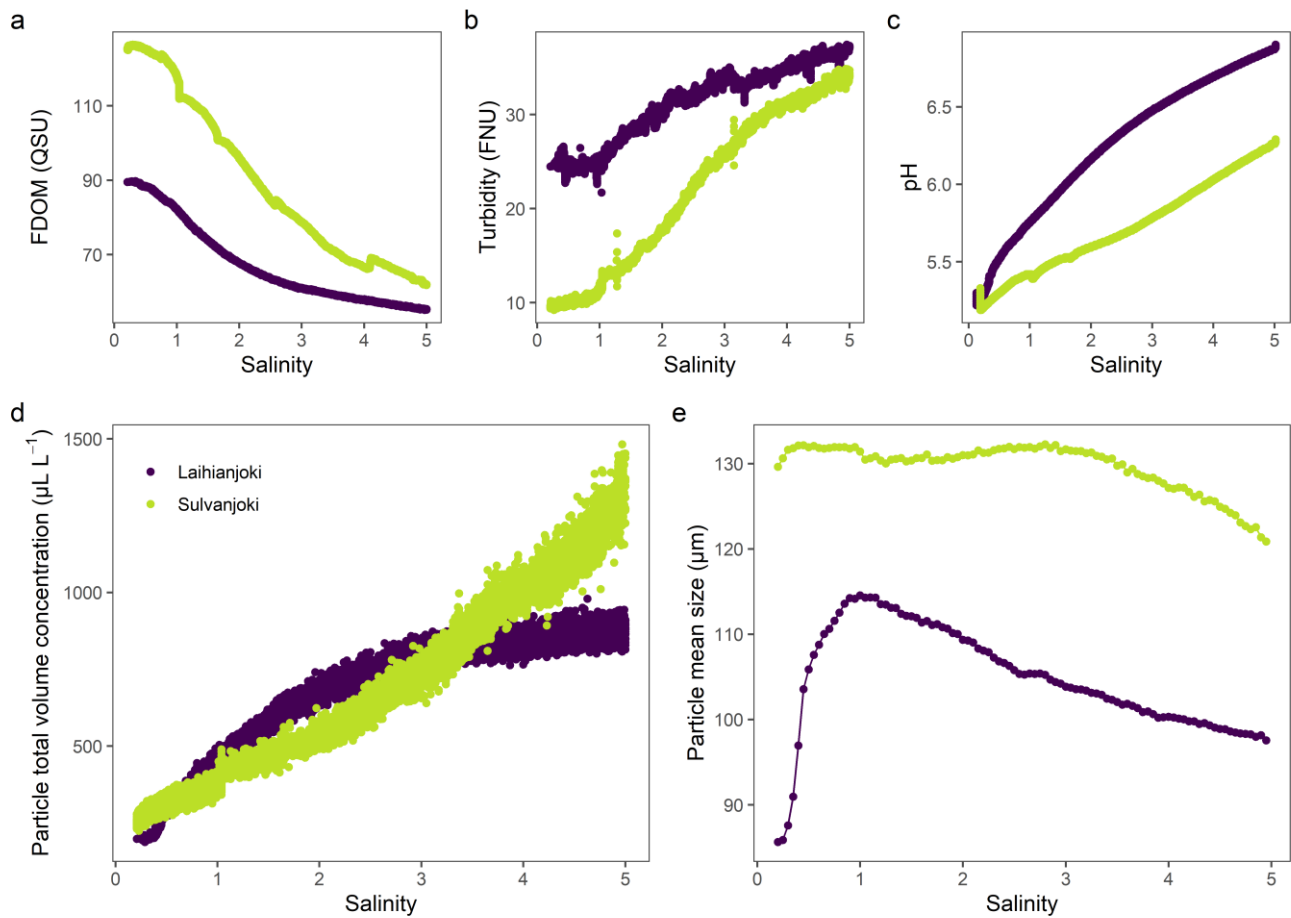 a
FDOM (QSU)
110
90
70
0 1 2 3 4 5
Salinity
b
Turbidity (FNU)
30
20
10
0 1 2 3 4 5
Salinity
c
pH
6.5
6.0
5.5
0 1 2 3 4 5
Salinity
d
Particle total volume concentration (µL L⁻¹)
1500
1000
500
Laihianjoki
Sulvanjoki
0 1 2 3 4 5
Salinity
e
Particle mean size (µm)
130
120
110
100
90
0 1 2 3 4 5
Salinity